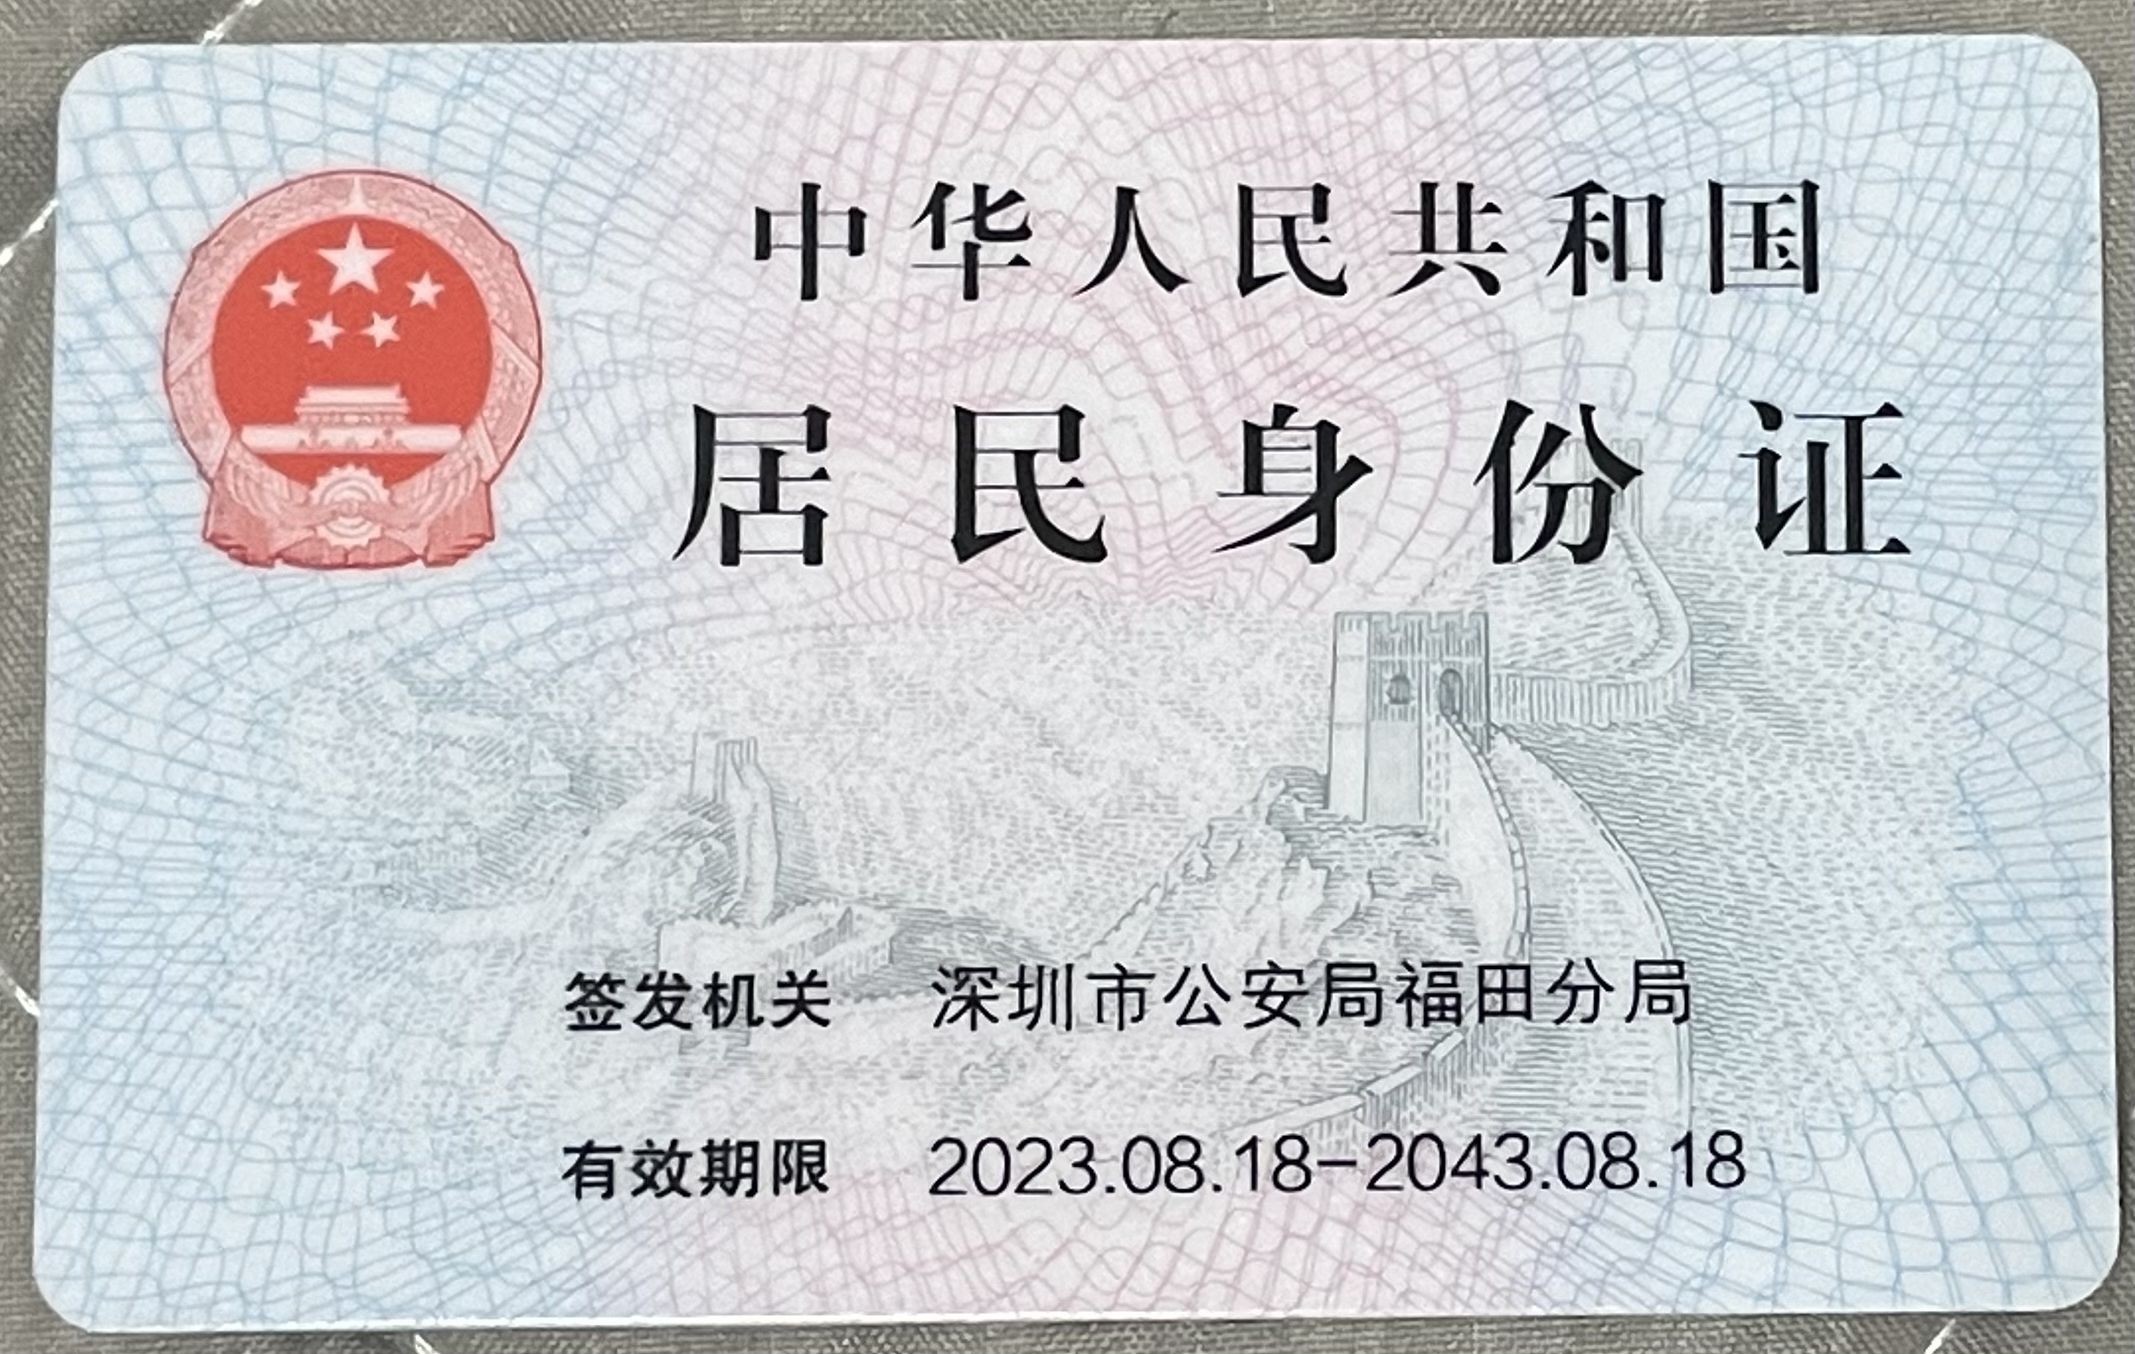 中华人民共和国
居民身份证
签发机关 深圳市公安局福田分局
有效期限 2023.08.18-2043.08.18